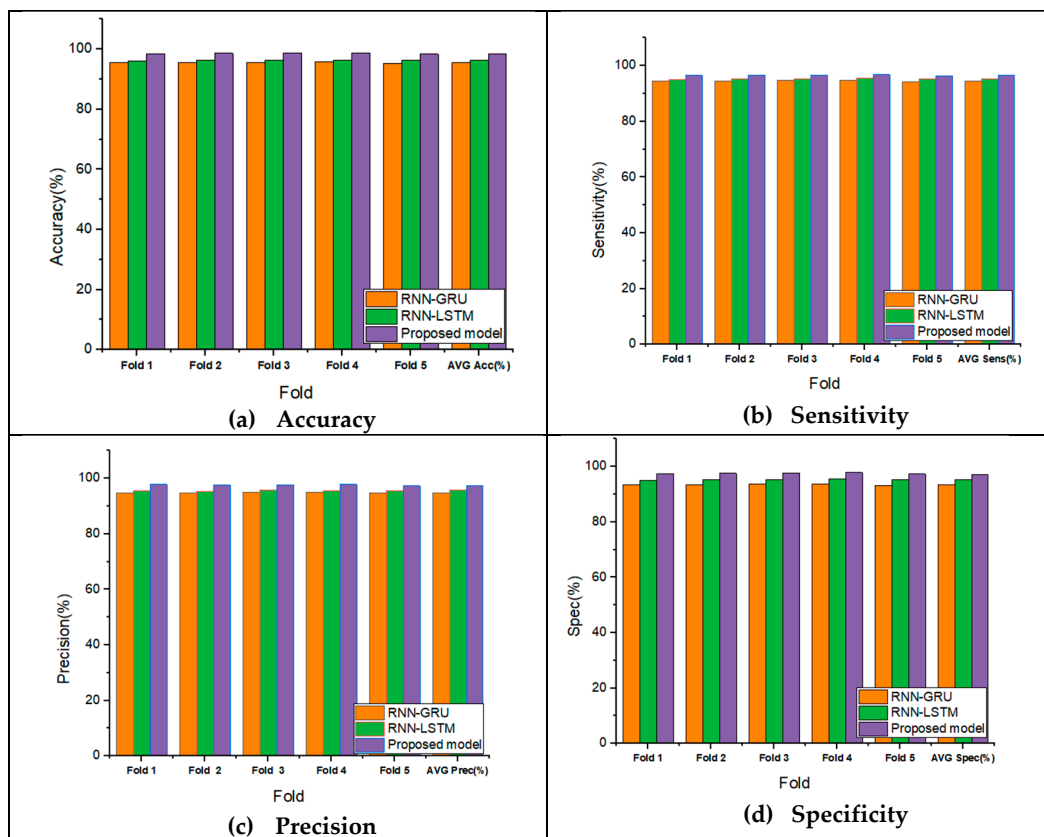 100
80
60
40
20
0
Accuracy(%)
RNN-GRU
RNN-LSTM
Proposed model
Fold 1 Fold 2 Fold 3 Fold 4 Fold 5 AVG Acc(%)
Fold
(a) Accuracy
100
80
60
40
20
0
Sensitivity(%)
RNN-GRU
RNN-LSTM
Proposed model
Fold 1 Fold 2 Fold 3 Fold 4 Fold 5 AVG Sens(%)
Fold
(b) Sensitivity
100
80
60
40
20
0
Precision(%)
RNN-GRU
RNN-LSTM
Proposed model
Fold 1 Fold 2 Fold 3 Fold 4 Fold 5 AVG Prec(%)
Fold
(c) Precision
100
80
60
40
20
0
Spec(%)
RNN-GRU
RNN-LSTM
Proposed model
Fold 1 Fold 2 Fold 3 Fold 4 Fold 5 AVG Spec(%)
Fold
(d) Specificity